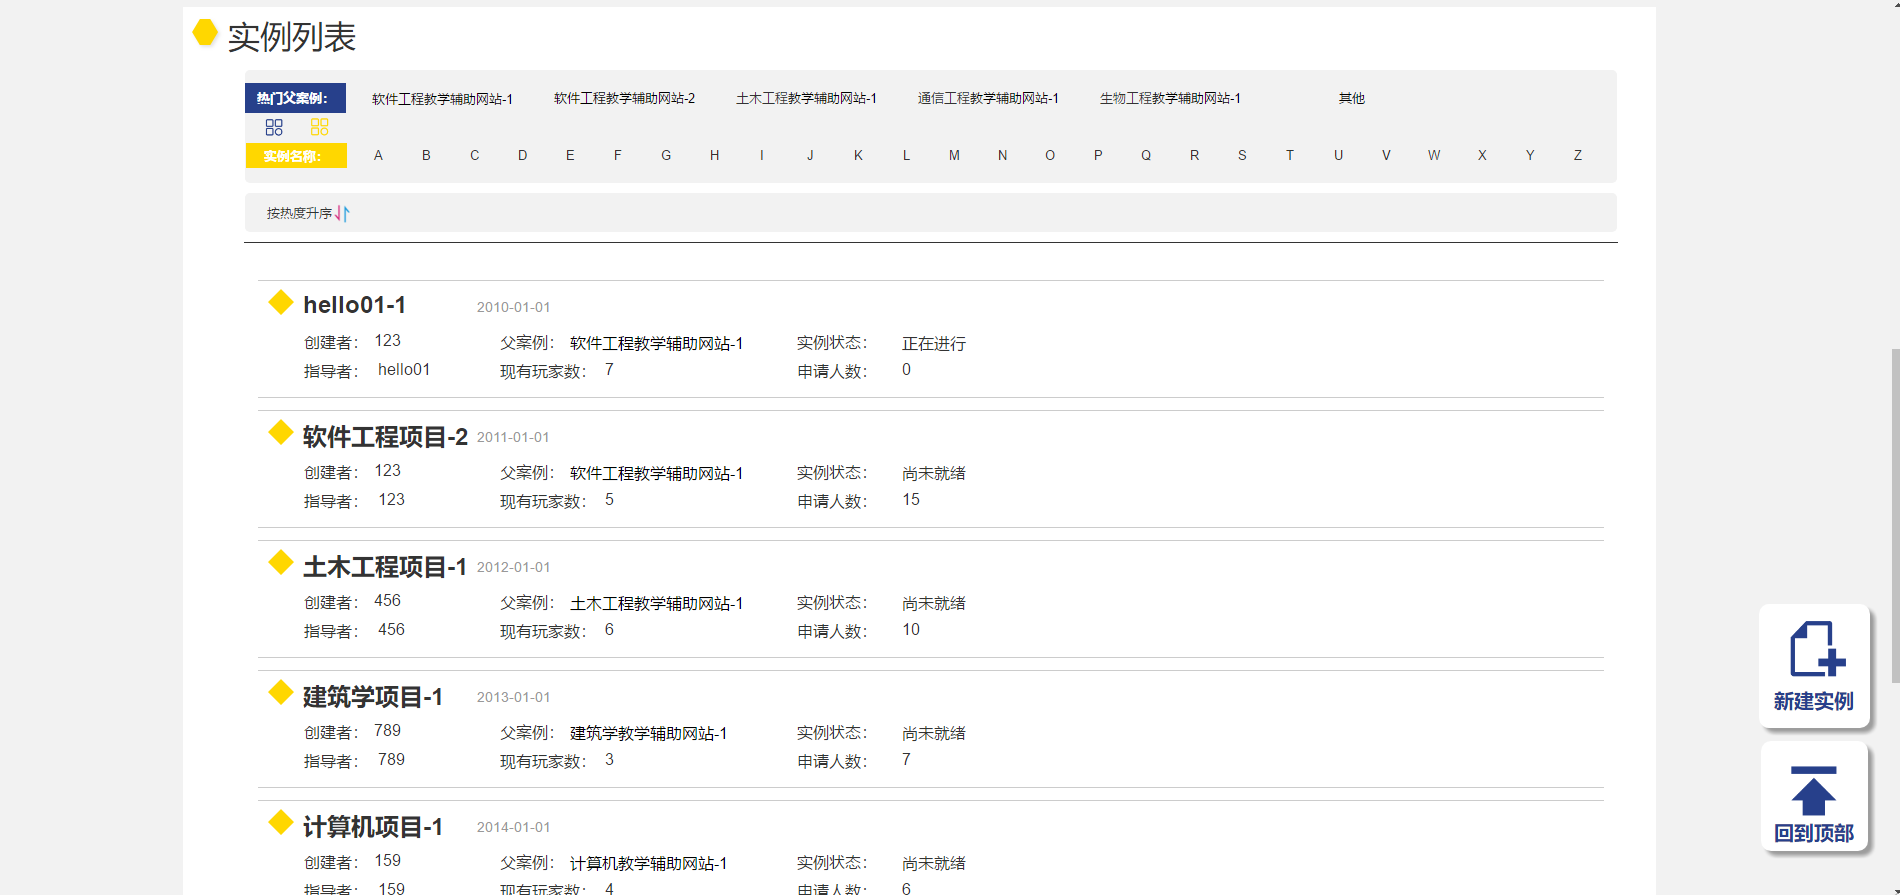 实例列表
热门父案例: 软件工程教学辅助网站-1 软件工程教学辅助网站-2 土木工程教学辅助网站-1 通信工程教学辅助网站-1 生物工程教学辅助网站-1 其他
实例名称: A B C D E F G H I J K L M N O P Q R S T U V W X Y Z
按热度升序
hello01-1 2010-01-01
创建者: 123 父案例: 软件工程教学辅助网站-1 实例状态: 正在进行
指导者: hello01 现有玩家数: 7 申请人数: 0
软件工程项目-2 2011-01-01
创建者: 123 父案例: 软件工程教学辅助网站-1 实例状态: 尚未就绪
指导者: 123 现有玩家数: 5 申请人数: 15
土木工程项目-1 2012-01-01
创建者: 456 父案例: 土木工程教学辅助网站-1 实例状态: 尚未就绪
指导者: 456 现有玩家数: 6 申请人数: 10
建筑学项目-1 2013-01-01
创建者: 789 父案例: 建筑学教学辅助网站-1 实例状态: 尚未就绪
指导者: 789 现有玩家数: 3 申请人数: 7
计算机项目-1 2014-01-01
创建者: 159 父案例: 计算机教学辅助网站-1 实例状态: 尚未就绪
指导者: 159 现有玩家数: 4 申请人数: 6
新建实例
回到顶部